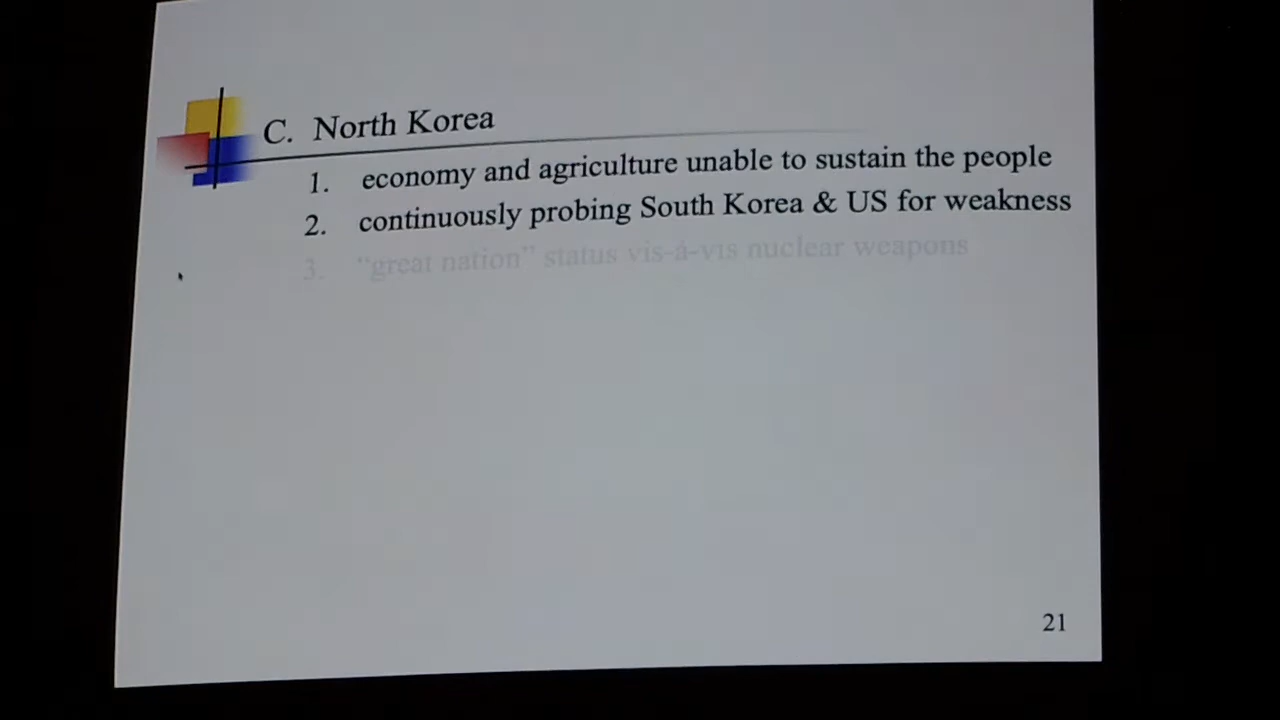 C. North Korea
1. economy and agriculture unable to sustain the people
2. continuously probing South Korea & US for weakness
3. "great nation" status vis-á-vis nuclear weapons
21